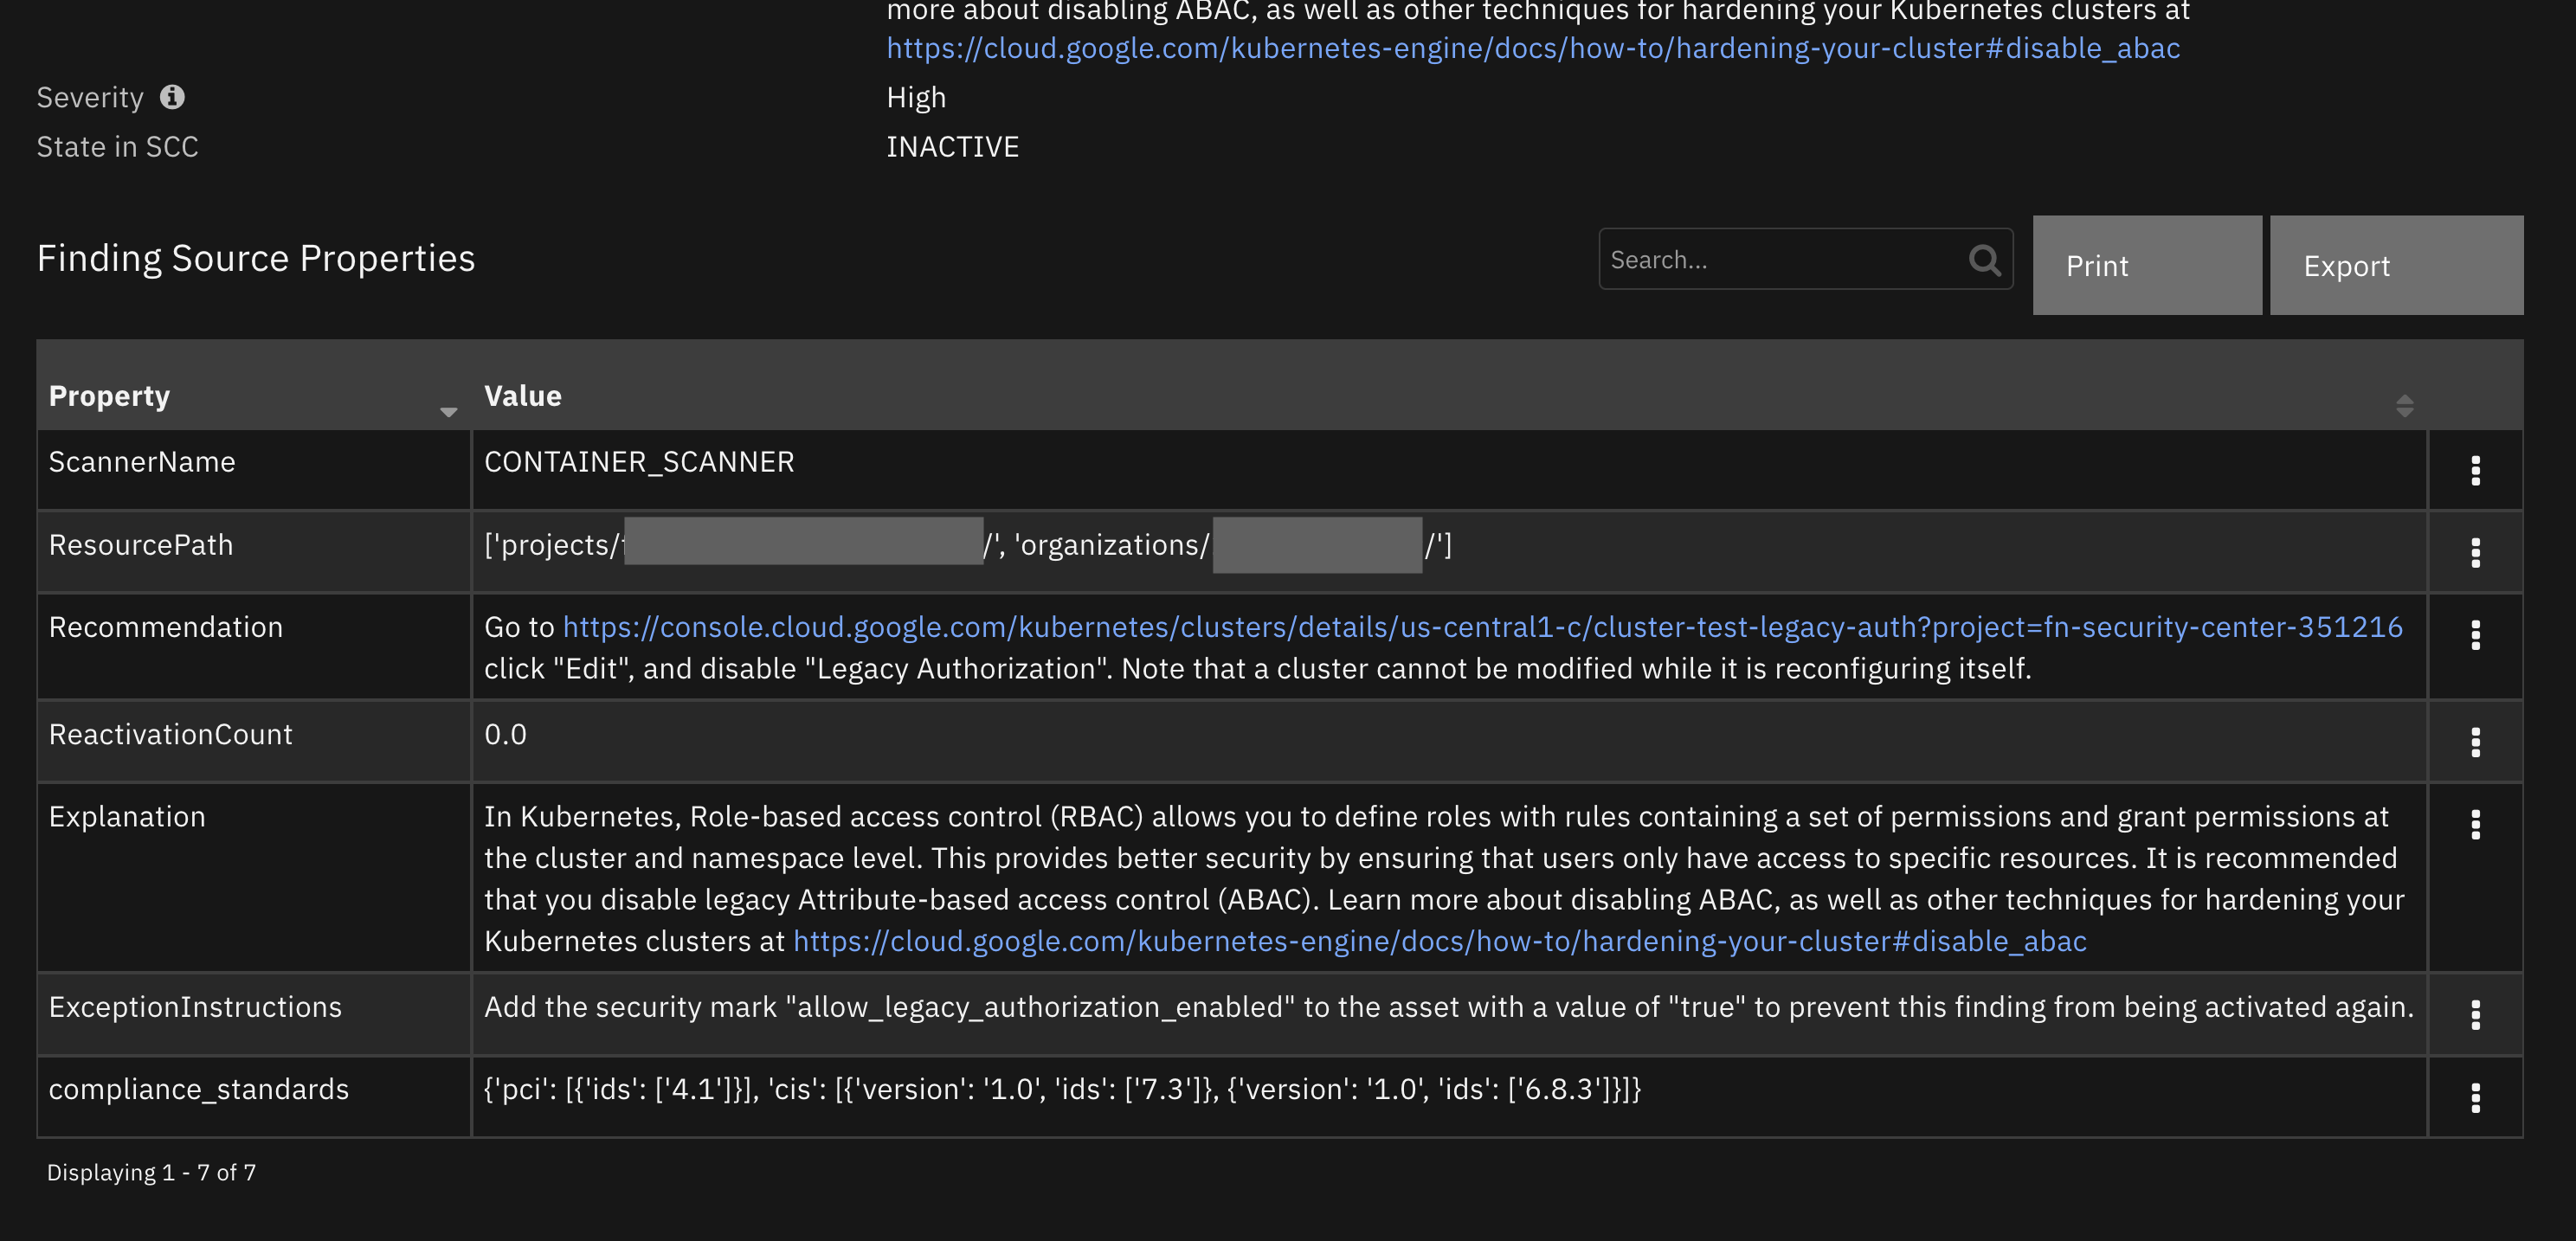 more about disabling ABAC, as well as other techniques for hardening your Kubernetes clusters at
https://cloud.google.com/kubernetes-engine/docs/how-to/hardening-your-cluster#disable_abac
Severity High
State in SCC INACTIVE
Finding Source Properties Search... Print Export
Property Value
ScannerName CONTAINER_SCANNER
ResourcePath ['projects/ /', 'organizations/ /']
Recommendation Go to https://console.cloud.google.com/kubernetes/clusters/details/us-central1-c/cluster-test-legacy-auth?project=fn-security-center-351216
click "Edit", and disable "Legacy Authorization". Note that a cluster cannot be modified while it is reconfiguring itself.
ReactivationCount 0.0
Explanation In Kubernetes, Role-based access control (RBAC) allows you to define roles with rules containing a set of permissions and grant permissions at
the cluster and namespace level. This provides better security by ensuring that users only have access to specific resources. It is recommended
that you disable legacy Attribute-based access control (ABAC). Learn more about disabling ABAC, as well as other techniques for hardening your
Kubernetes clusters at https://cloud.google.com/kubernetes-engine/docs/how-to/hardening-your-cluster#disable_abac
ExceptionInstructions Add the security mark "allow_legacy_authorization_enabled" to the asset with a value of "true" to prevent this finding from being activated again.
compliance_standards {'pci': [{'ids': ['4.1']}], 'cis': [{'version': '1.0', 'ids': ['7.3']}, {'version': '1.0', 'ids': ['6.8.3']}]}
Displaying 1 - 7 of 7